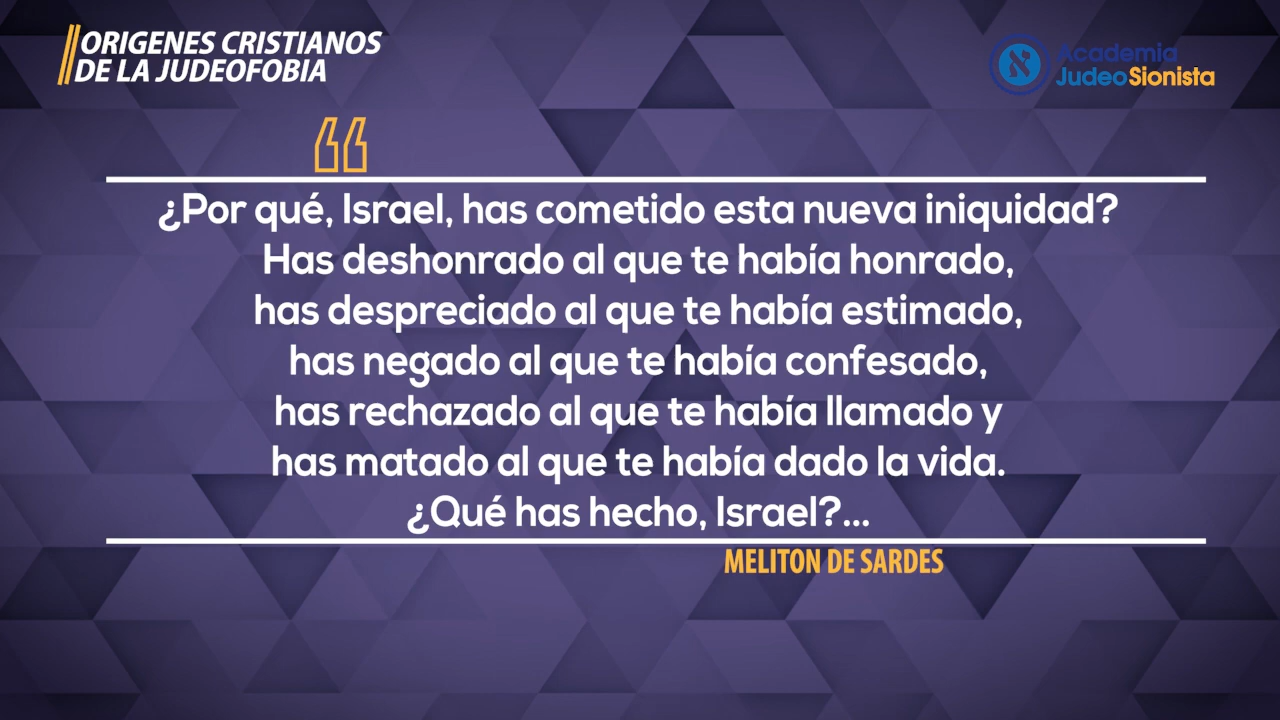 ORIGENES CRISTIANOS
DE LA JUDEOFOBIA
Academia
JudeoSionista
“
¿Por qué, Israel, has cometido esta nueva iniquidad?
Has deshonrado al que te había honrado,
has despreciado al que te había estimado,
has negado al que te había confesado,
has rechazado al que te había llamado y
has matado al que te había dado la vida.
¿Qué has hecho, Israel?...
MELITON DE SARDES